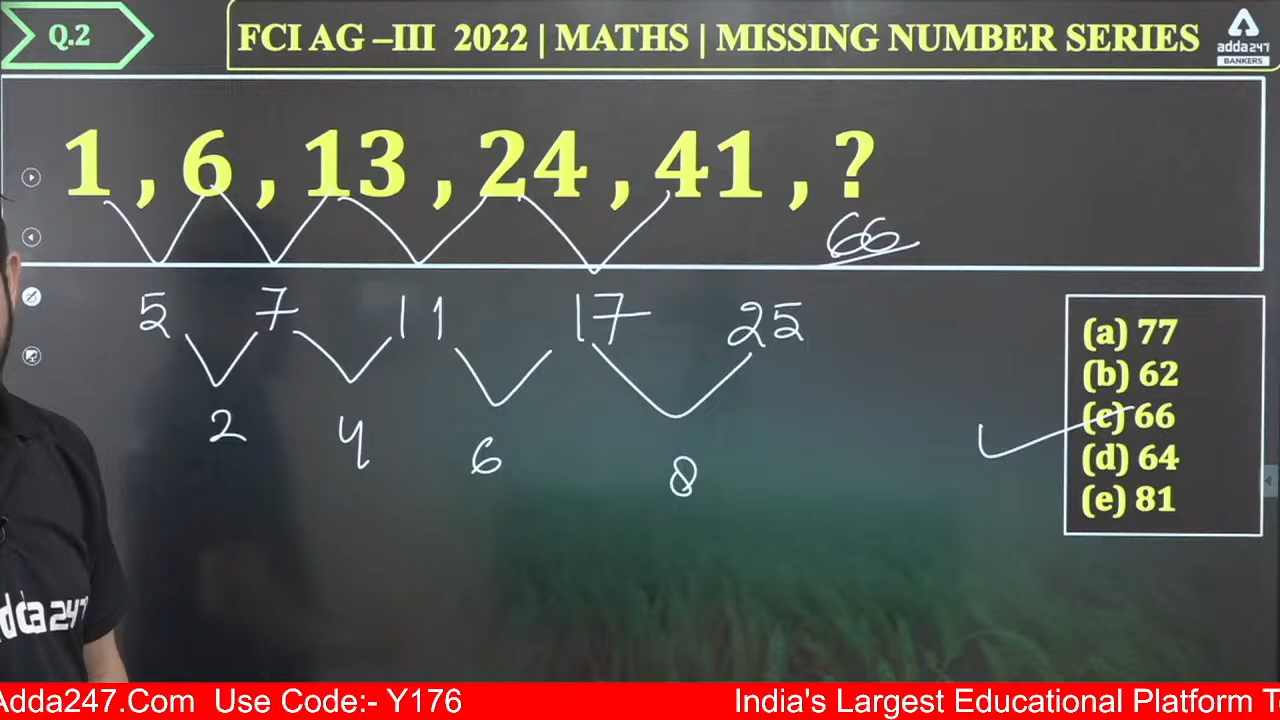 Q.2
FCI AG –III 2022 | MATHS | MISSING NUMBER SERIES
adda247
BANKERS
1 , 6 , 13 , 24 , 41 , ?
66
5 7 11 17 25
2 4 6 8
(a) 77
(b) 62
(c) 66
(d) 64
(e) 81
dda247
Adda247.Com Use Code:- Y176
India's Largest Educational Platform T